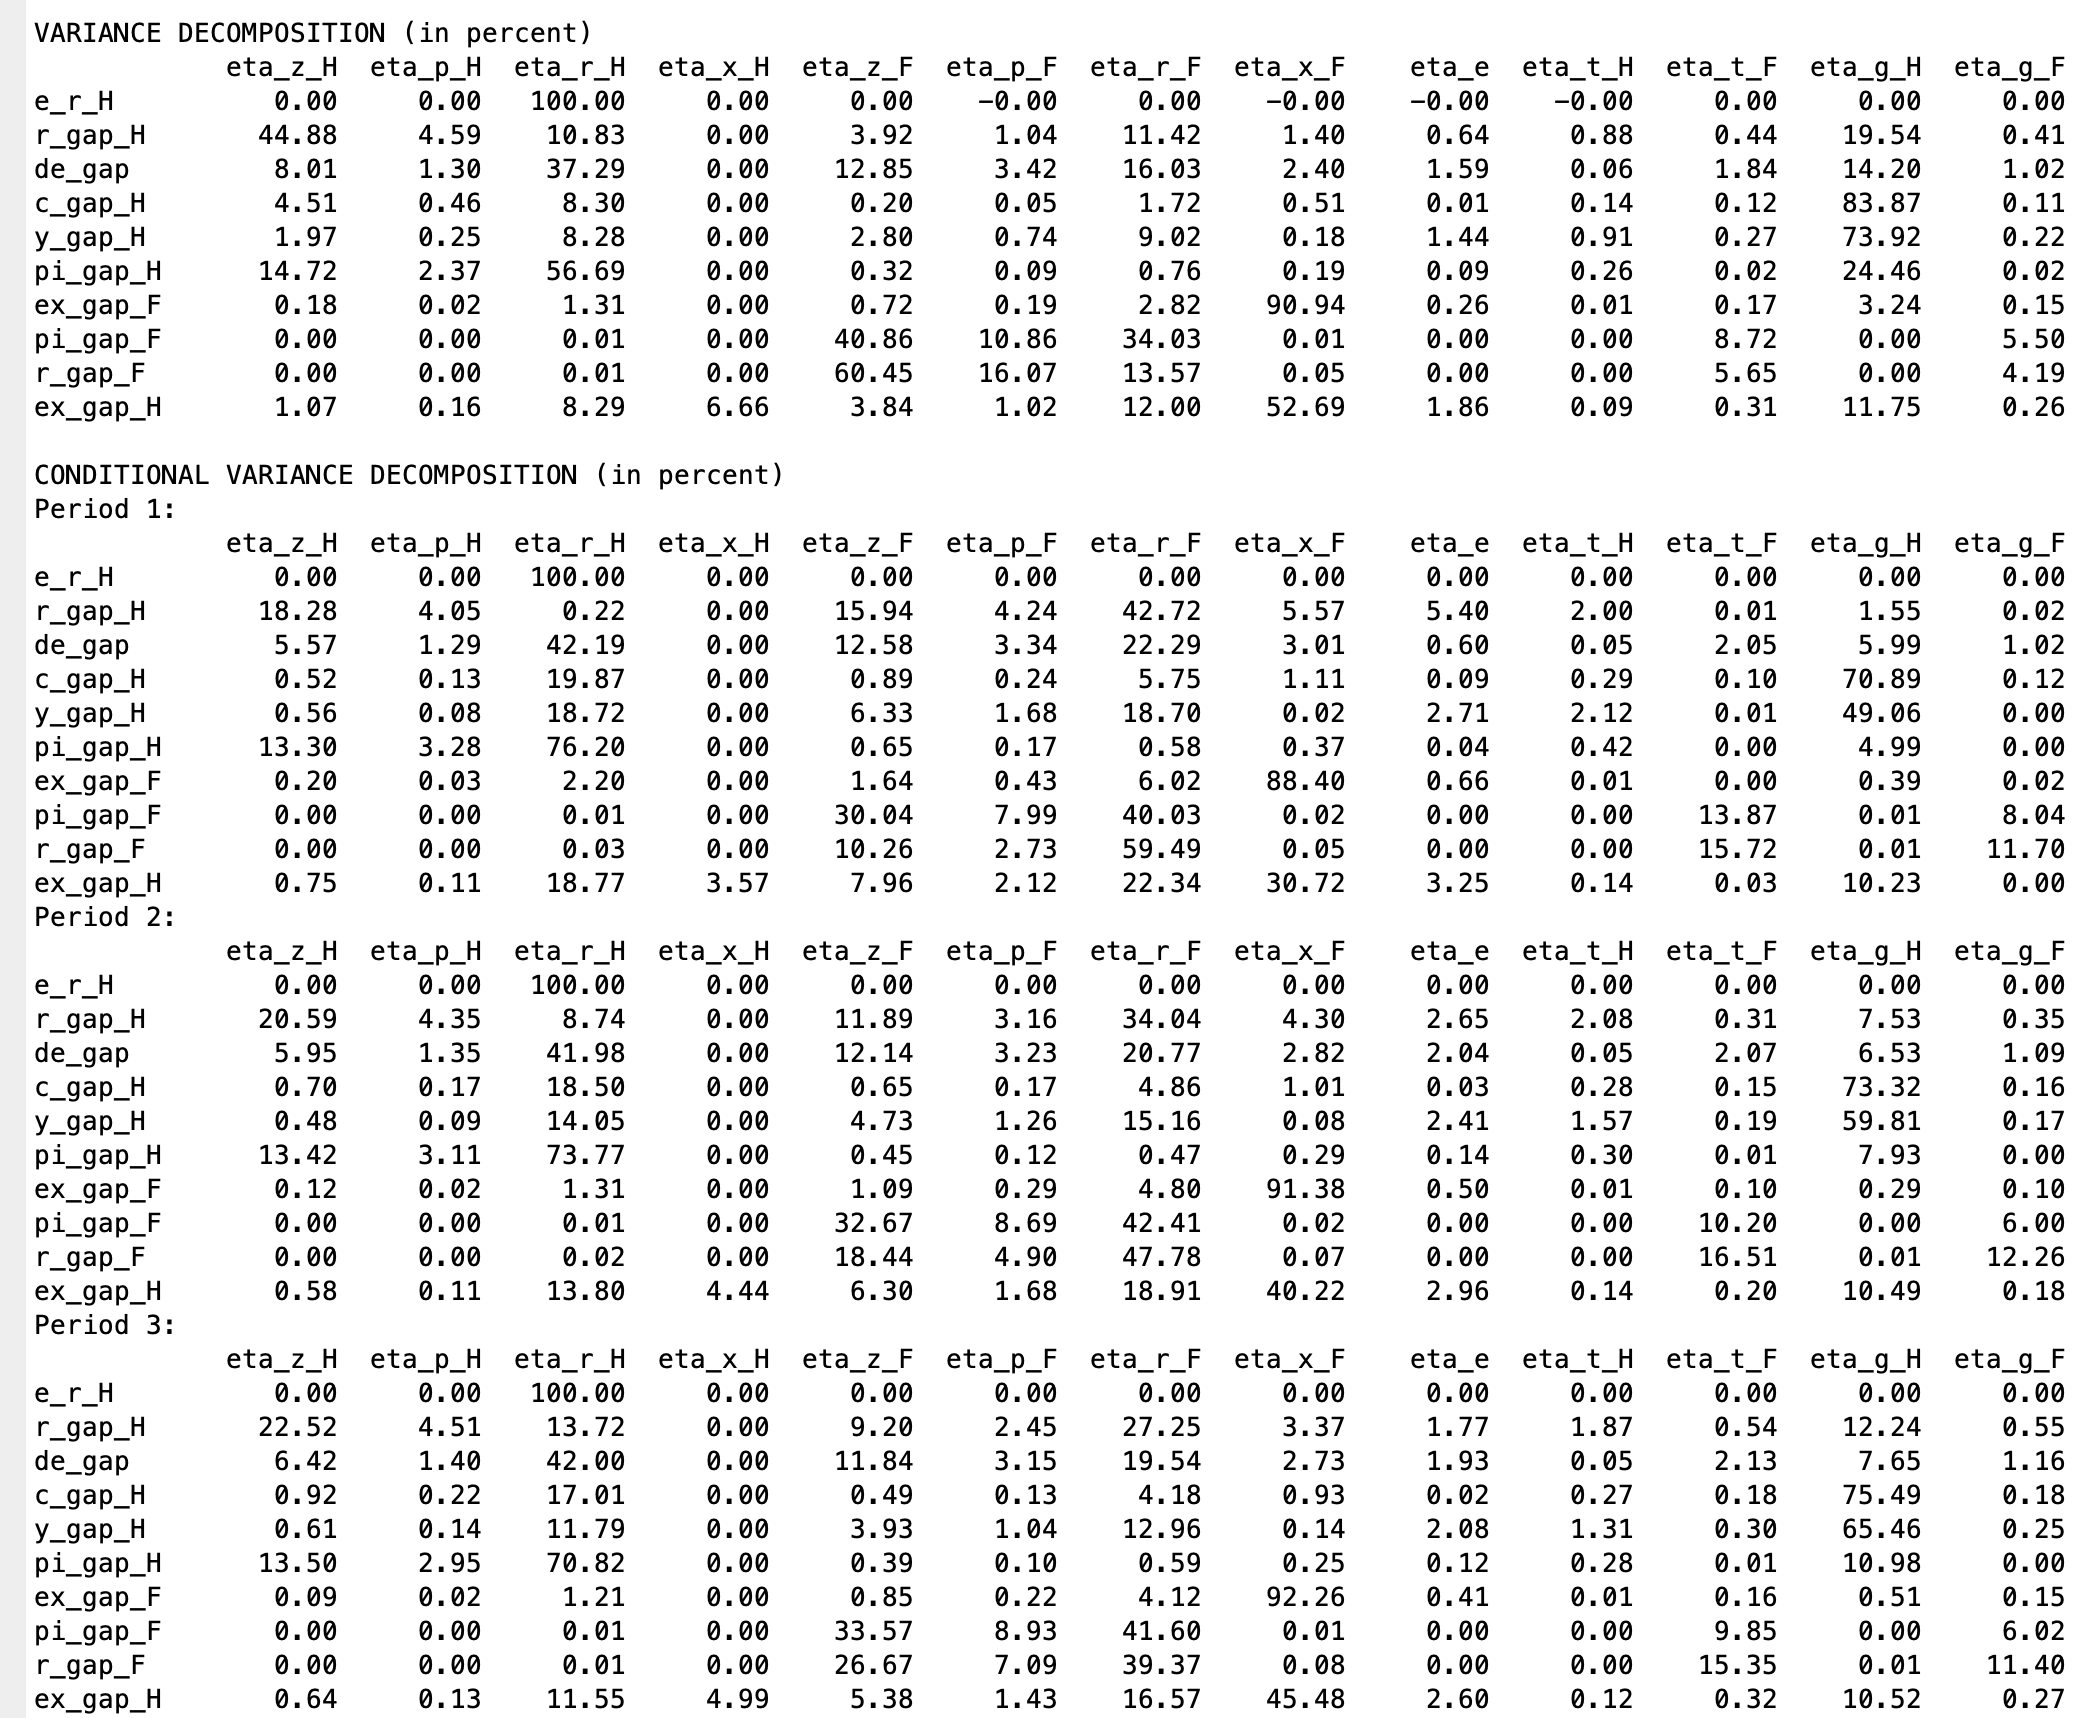 VARIANCE DECOMPOSITION (in percent)
            eta_z_H  eta_p_H  eta_r_H  eta_x_H  eta_z_F  eta_p_F  eta_r_F  eta_x_F    eta_e  eta_t_H  eta_t_F  eta_g_H  eta_g_F
e_r_H          0.00     0.00   100.00     0.00     0.00    −0.00     0.00    −0.00    −0.00    −0.00     0.00     0.00     0.00
r_gap_H       44.88     4.59    10.83     0.00     3.92     1.04    11.42     1.40     0.64     0.88     0.44    19.54     0.41
de_gap         8.01     1.30    37.29     0.00    12.85     3.42    16.03     2.40     1.59     0.06     1.84    14.20     1.02
c_gap_H        4.51     0.46     8.30     0.00     0.20     0.05     1.72     0.51     0.01     0.14     0.12    83.87     0.11
y_gap_H        1.97     0.25     8.28     0.00     2.80     0.74     9.02     0.18     1.44     0.91     0.27    73.92     0.22
pi_gap_H      14.72     2.37    56.69     0.00     0.32     0.09     0.76     0.19     0.09     0.26     0.02    24.46     0.02
ex_gap_F       0.18     0.02     1.31     0.00     0.72     0.19     2.82    90.94     0.26     0.01     0.17     3.24     0.15
pi_gap_F       0.00     0.00     0.01     0.00    40.86    10.86    34.03     0.01     0.00     0.00     8.72     0.00     5.50
r_gap_F        0.00     0.00     0.01     0.00    60.45    16.07    13.57     0.05     0.00     0.00     5.65     0.00     4.19
ex_gap_H       1.07     0.16     8.29     6.66     3.84     1.02    12.00    52.69     1.86     0.09     0.31    11.75     0.26
CONDITIONAL VARIANCE DECOMPOSITION (in percent)
Period 1:
            eta_z_H  eta_p_H  eta_r_H  eta_x_H  eta_z_F  eta_p_F  eta_r_F  eta_x_F    eta_e  eta_t_H  eta_t_F  eta_g_H  eta_g_F
e_r_H          0.00     0.00   100.00     0.00     0.00     0.00     0.00     0.00     0.00     0.00     0.00     0.00     0.00
r_gap_H       18.28     4.05     0.22     0.00    15.94     4.24    42.72     5.57     5.40     2.00     0.01     1.55     0.02
de_gap         5.57     1.29    42.19     0.00    12.58     3.34    22.29     3.01     0.60     0.05     2.05     5.99     1.02
c_gap_H        0.52     0.13    19.87     0.00     0.89     0.24     5.75     1.11     0.09     0.29     0.10    70.89     0.12
y_gap_H        0.56     0.08    18.72     0.00     6.33     1.68    18.70     0.02     2.71     2.12     0.01    49.06     0.00
pi_gap_H      13.30     3.28    76.20     0.00     0.65     0.17     0.58     0.37     0.04     0.42     0.00     4.99     0.00
ex_gap_F       0.20     0.03     2.20     0.00     1.64     0.43     6.02    88.40     0.66     0.01     0.00     0.39     0.02
pi_gap_F       0.00     0.00     0.01     0.00    30.04     7.99    40.03     0.02     0.00     0.00    13.87     0.01     8.04
r_gap_F        0.00     0.00     0.03     0.00    10.26     2.73    59.49     0.05     0.00     0.00    15.72     0.01    11.70
ex_gap_H       0.75     0.11    18.77     3.57     7.96     2.12    22.34    30.72     3.25     0.14     0.03    10.23     0.00
Period 2:
            eta_z_H  eta_p_H  eta_r_H  eta_x_H  eta_z_F  eta_p_F  eta_r_F  eta_x_F    eta_e  eta_t_H  eta_t_F  eta_g_H  eta_g_F
e_r_H          0.00     0.00   100.00     0.00     0.00     0.00     0.00     0.00     0.00     0.00     0.00     0.00     0.00
r_gap_H       20.59     4.35     8.74     0.00    11.89     3.16    34.04     4.30     2.65     2.08     0.31     7.53     0.35
de_gap         5.95     1.35    41.98     0.00    12.14     3.23    20.77     2.82     2.04     0.05     2.07     6.53     1.09
c_gap_H        0.70     0.17    18.50     0.00     0.65     0.17     4.86     1.01     0.03     0.28     0.15    73.32     0.16
y_gap_H        0.48     0.09    14.05     0.00     4.73     1.26    15.16     0.08     2.41     1.57     0.19    59.81     0.17
pi_gap_H      13.42     3.11    73.77     0.00     0.45     0.12     0.47     0.29     0.14     0.30     0.01     7.93     0.00
ex_gap_F       0.12     0.02     1.31     0.00     1.09     0.29     4.80    91.38     0.50     0.01     0.10     0.29     0.10
pi_gap_F       0.00     0.00     0.01     0.00    32.67     8.69    42.41     0.02     0.00     0.00    10.20     0.00     6.00
r_gap_F        0.00     0.00     0.02     0.00    18.44     4.90    47.78     0.07     0.00     0.00    16.51     0.01    12.26
ex_gap_H       0.58     0.11    13.80     4.44     6.30     1.68    18.91    40.22     2.96     0.14     0.20    10.49     0.18
Period 3:
            eta_z_H  eta_p_H  eta_r_H  eta_x_H  eta_z_F  eta_p_F  eta_r_F  eta_x_F    eta_e  eta_t_H  eta_t_F  eta_g_H  eta_g_F
e_r_H          0.00     0.00   100.00     0.00     0.00     0.00     0.00     0.00     0.00     0.00     0.00     0.00     0.00
r_gap_H       22.52     4.51    13.72     0.00     9.20     2.45    27.25     3.37     1.77     1.87     0.54    12.24     0.55
de_gap         6.42     1.40    42.00     0.00    11.84     3.15    19.54     2.73     1.93     0.05     2.13     7.65     1.16
c_gap_H        0.92     0.22    17.01     0.00     0.49     0.13     4.18     0.93     0.02     0.27     0.18    75.49     0.18
y_gap_H        0.61     0.14    11.79     0.00     3.93     1.04    12.96     0.14     2.08     1.31     0.30    65.46     0.25
pi_gap_H      13.50     2.95    70.82     0.00     0.39     0.10     0.59     0.25     0.12     0.28     0.01    10.98     0.00
ex_gap_F       0.09     0.02     1.21     0.00     0.85     0.22     4.12    92.26     0.41     0.01     0.16     0.51     0.15
pi_gap_F       0.00     0.00     0.01     0.00    33.57     8.93    41.60     0.01     0.00     0.00     9.85     0.00     6.02
r_gap_F        0.00     0.00     0.01     0.00    26.67     7.09    39.37     0.08     0.00     0.00    15.35     0.01    11.40
ex_gap_H       0.64     0.13    11.55     4.99     5.38     1.43    16.57    45.48     2.60     0.12     0.32    10.52     0.27